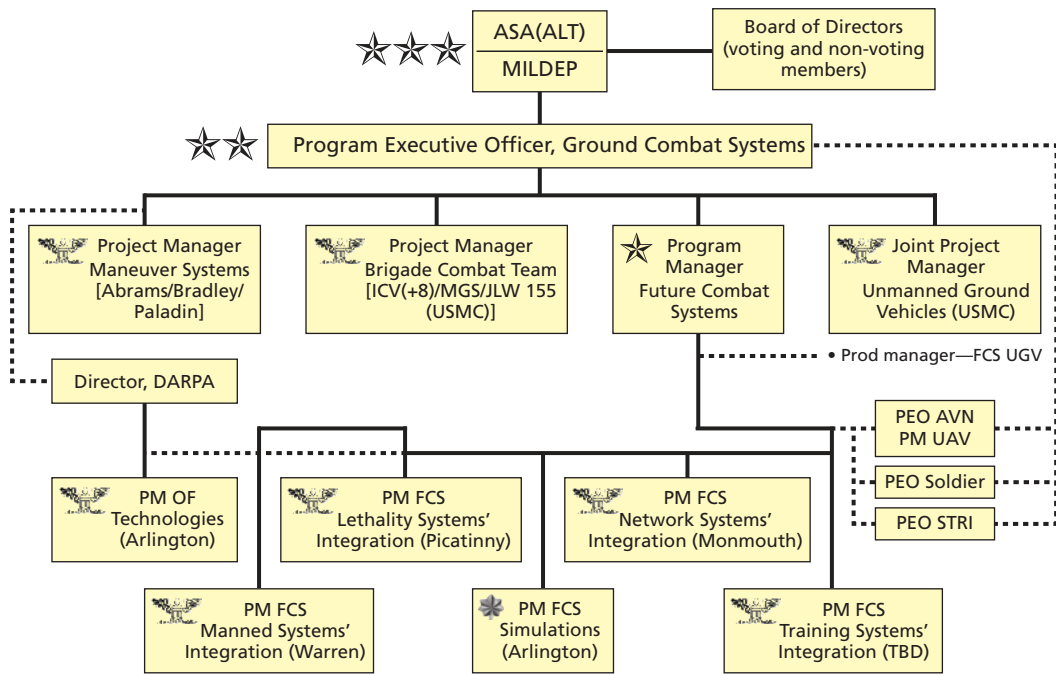 ASA(ALT)
MILDEP
Board of Directors
(voting and non-voting
members)
Program Executive Officer, Ground Combat Systems
Project Manager
Maneuver Systems
[Abrams/Bradley/
Paladin]
Project Manager
Brigade Combat Team
[ICV(+8)/MGS/JLW 155
(USMC)]
Program
Manager
Future Combat
Systems
Joint Project
Manager
Unmanned Ground
Vehicles (USMC)
• Prod manager—FCS UGV
Director, DARPA
PEO AVN
PM UAV
PEO Soldier
PEO STRI
PM OF
Technologies
(Arlington)
PM FCS
Lethality Systems’
Integration (Picatinny)
PM FCS
Network Systems’
Integration (Monmouth)
PM FCS
Manned Systems’
Integration (Warren)
PM FCS
Simulations
(Arlington)
PM FCS
Training Systems’
Integration (TBD)